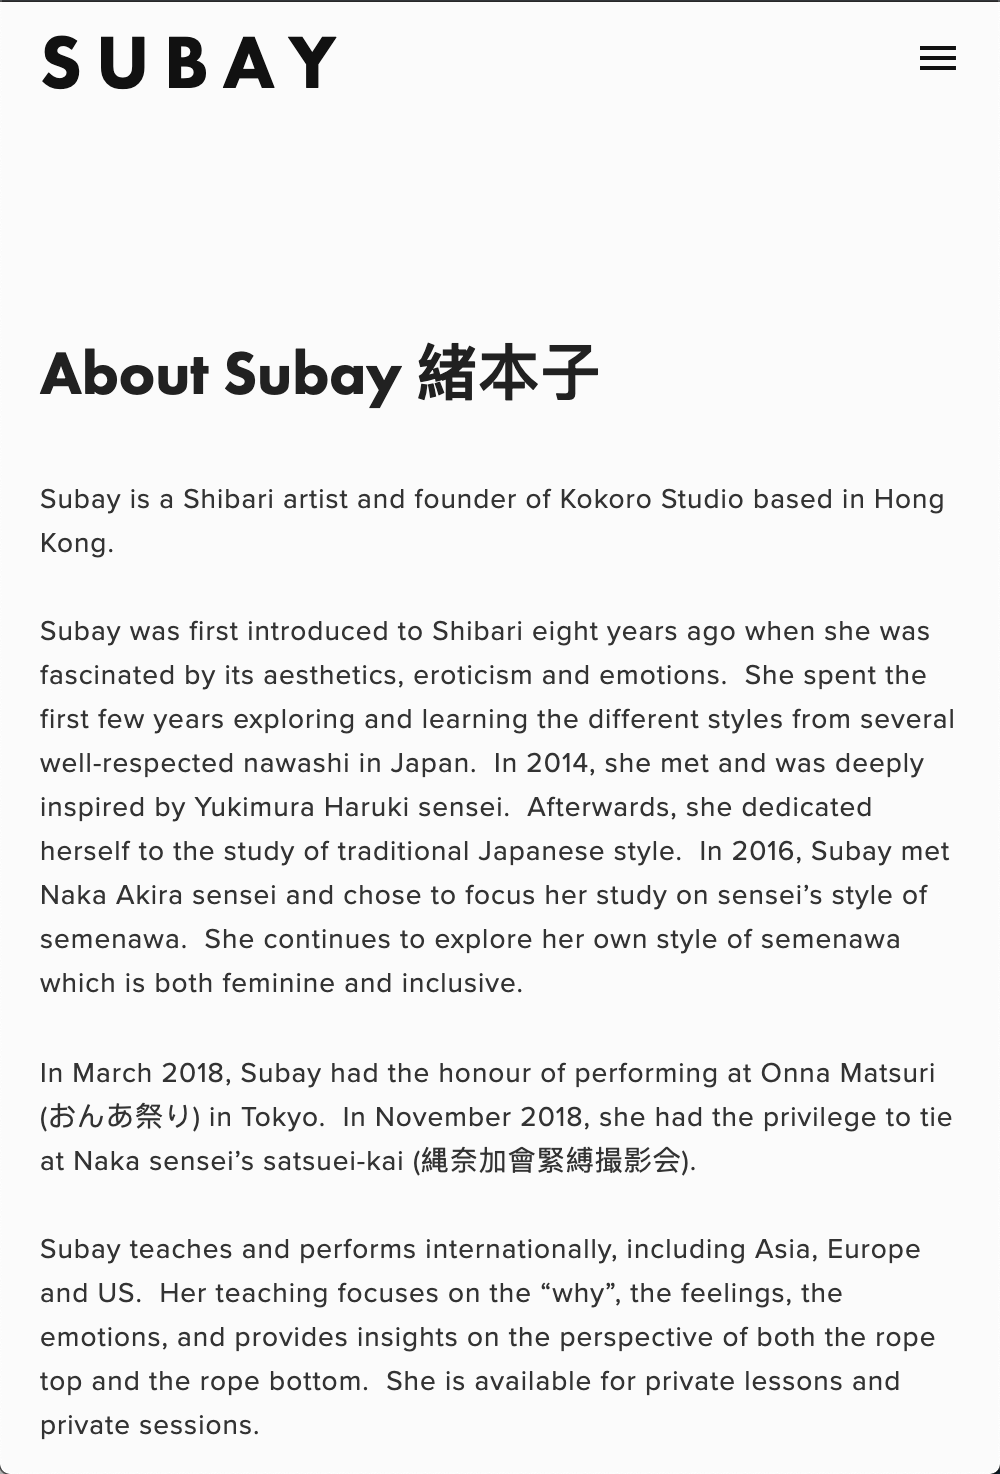 SUBAY
About Subay 緒本子
Subay is a Shibari artist and founder of Kokoro Studio based in Hong
Kong.
Subay was first introduced to Shibari eight years ago when she was
fascinated by its aesthetics, eroticism and emotions.  She spent the
first few years exploring and learning the different styles from several
well-respected nawashi in Japan.  In 2014, she met and was deeply
inspired by Yukimura Haruki sensei.  Afterwards, she dedicated
herself to the study of traditional Japanese style.  In 2016, Subay met
Naka Akira sensei and chose to focus her study on sensei’s style of
semenawa.  She continues to explore her own style of semenawa
which is both feminine and inclusive.
In March 2018, Subay had the honour of performing at Onna Matsuri
(おんあ祭り) in Tokyo.  In November 2018, she had the privilege to tie
at Naka sensei’s satsuei-kai (縄奈加會緊縛撮影会).
Subay teaches and performs internationally, including Asia, Europe
and US.  Her teaching focuses on the “why”, the feelings, the
emotions, and provides insights on the perspective of both the rope
top and the rope bottom.  She is available for private lessons and
private sessions.